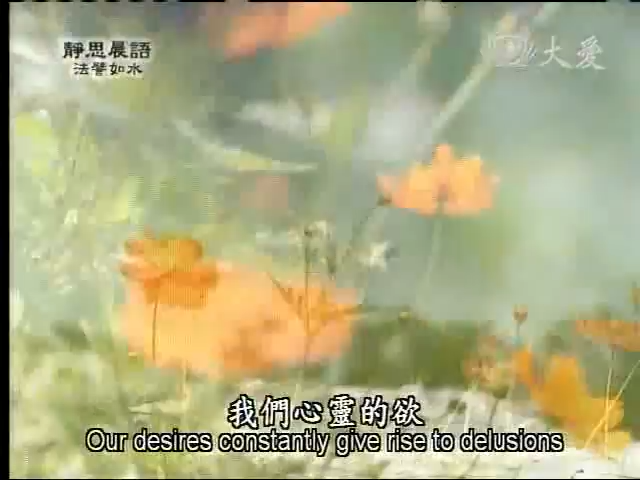 靜思晨語
法譬如水
大愛
我們心靈的欲
Our desires constantly give rise to delusions